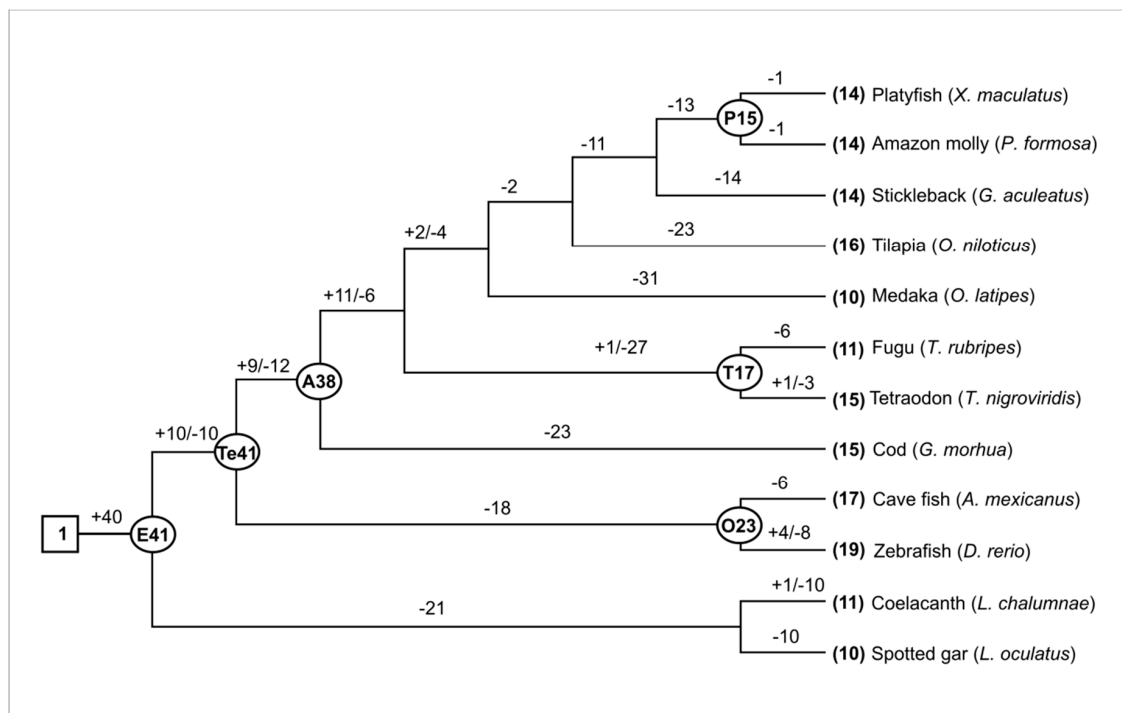 -1
(14) Platyfish (X. maculatus)
-13
P15
-1
(14) Amazon molly (P. formosa)
-11
-14
(14) Stickleback (G. aculeatus)
-2
-23
(16) Tilapia (O. niloticus)
+2/-4
-31
(10) Medaka (O. latipes)
+11/-6
-6
(11) Fugu (T. rubripes)
+1/-27
T17
+1/-3
(15) Tetraodon (T. nigroviridis)
+9/-12
A38
-23
(15) Cod (G. morhua)
+10/-10
Te41
-6
(17) Cave fish (A. mexicanus)
-18
O23
+4/-8
(19) Zebrafish (D. rerio)
1
+40
E41
+1/-10
(11) Coelacanth (L. chalumnae)
-21
-10
(10) Spotted gar (L. oculatus)